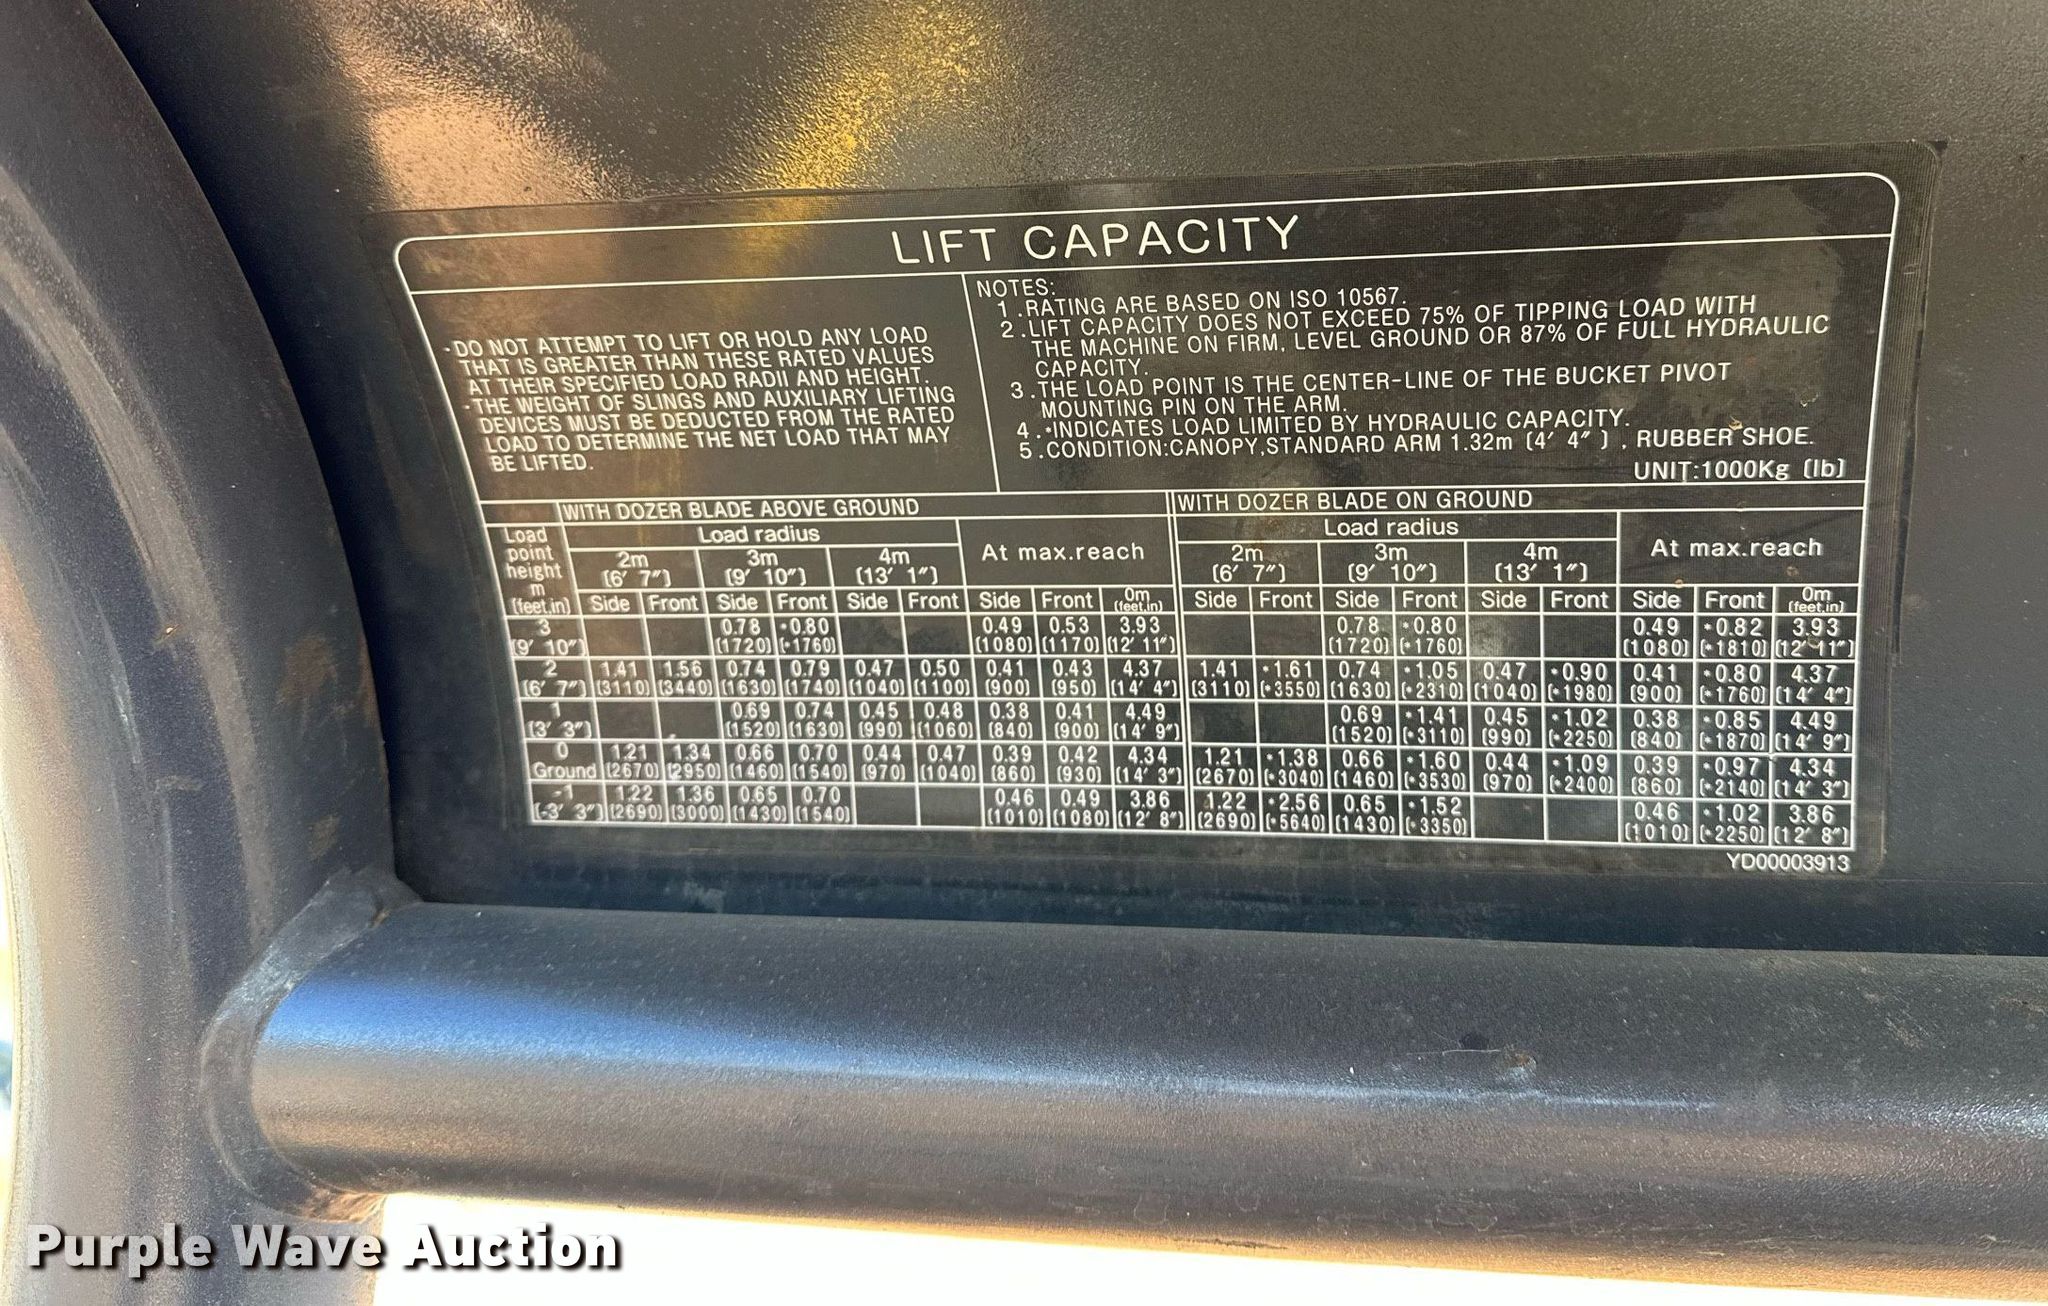 LIFT CAPACITY
·DO NOT ATTEMPT TO LIFT OR HOLD ANY LOAD
THAT IS GREATER THAN THESE RATED VALUES
AT THEIR SPECIFIED LOAD RADII AND HEIGHT.
·THE WEIGHT OF SLINGS AND AUXILIARY LIFTING
DEVICES MUST BE DEDUCTED FROM THE RATED
LOAD TO DETERMINE THE NET LOAD THAT MAY
BE LIFTED.
NOTES:
1.RATING ARE BASED ON ISO 10567.
2.LIFT CAPACITY DOES NOT EXCEED 75% OF TIPPING LOAD WITH
THE MACHINE ON FIRM, LEVEL GROUND OR 87% OF FULL HYDRAULIC
CAPACITY.
3.THE LOAD POINT IS THE CENTER-LINE OF THE BUCKET PIVOT
MOUNTING PIN ON THE ARM.
4.*INDICATES LOAD LIMITED BY HYDRAULIC CAPACITY.
5.CONDITION:CANOPY,STANDARD ARM 1.32m (4' 4"), RUBBER SHOE.
UNIT:1000Kg (lb)
WITH DOZER BLADE ABOVE GROUND WITH DOZER BLADE ON GROUND
Load point height m (feet,in) Load radius At max.reach Load radius At max.reach
2m 3m 4m 2m 3m 4m
(6' 7") (9' 10") (13' 1") (6' 7") (9' 10") (13' 1")
Side Front Side Front Side Front Side Front 0m (feet,in) Side Front Side Front Side Front Side Front 0m (feet,in)
3 0.78 *0.80 0.49 0.53 3.93 0.78 *0.80 0.49 *0.82 3.93
(9' 10") (1720) (*1760) (1080) (1170) (12' 11") (1720) (*1760) (1080) (*1810) (12' 11")
2 1.41 1.56 0.74 0.79 0.47 0.50 0.41 0.43 4.37 1.41 *1.61 0.74 *1.05 0.47 *0.90 0.41 *0.80 4.37
(6' 7") (3110) (3440) (1630) (1740) (1040) (1100) (900) (950) (14' 4") (3110) (*3550) (1630) (*2310) (1040) (*1980) (900) (*1760) (14' 4")
1 0.69 0.74 0.45 0.48 0.38 0.41 4.49 0.69 *1.41 0.45 *1.02 0.38 *0.85 4.49
(3' 3") (1520) (1630) (990) (1060) (840) (900) (14' 9") (1520) (*3110) (990) (*2250) (840) (*1870) (14' 9")
0 1.21 1.34 0.66 0.70 0.44 0.47 0.39 0.42 4.34 1.21 *1.38 0.66 *1.60 0.44 *1.09 0.39 *0.97 4.34
Ground (2670) (2950) (1460) (1540) (970) (1040) (860) (930) (14' 3") (2670) (*3040) (1460) (*3530) (970) (*2400) (860) (*2140) (14' 3")
-1 1.22 1.36 0.65 0.70 0.46 0.49 3.86 1.22 *2.56 0.65 *1.52 0.46 *1.02 3.86
(-3' 3") (2690) (3000) (1430) (1540) (1010) (1080) (12' 8") (2690) (*5640) (1430) (*3350) (1010) (*2250) (12' 8")
YD00003913
Purple Wave Auction